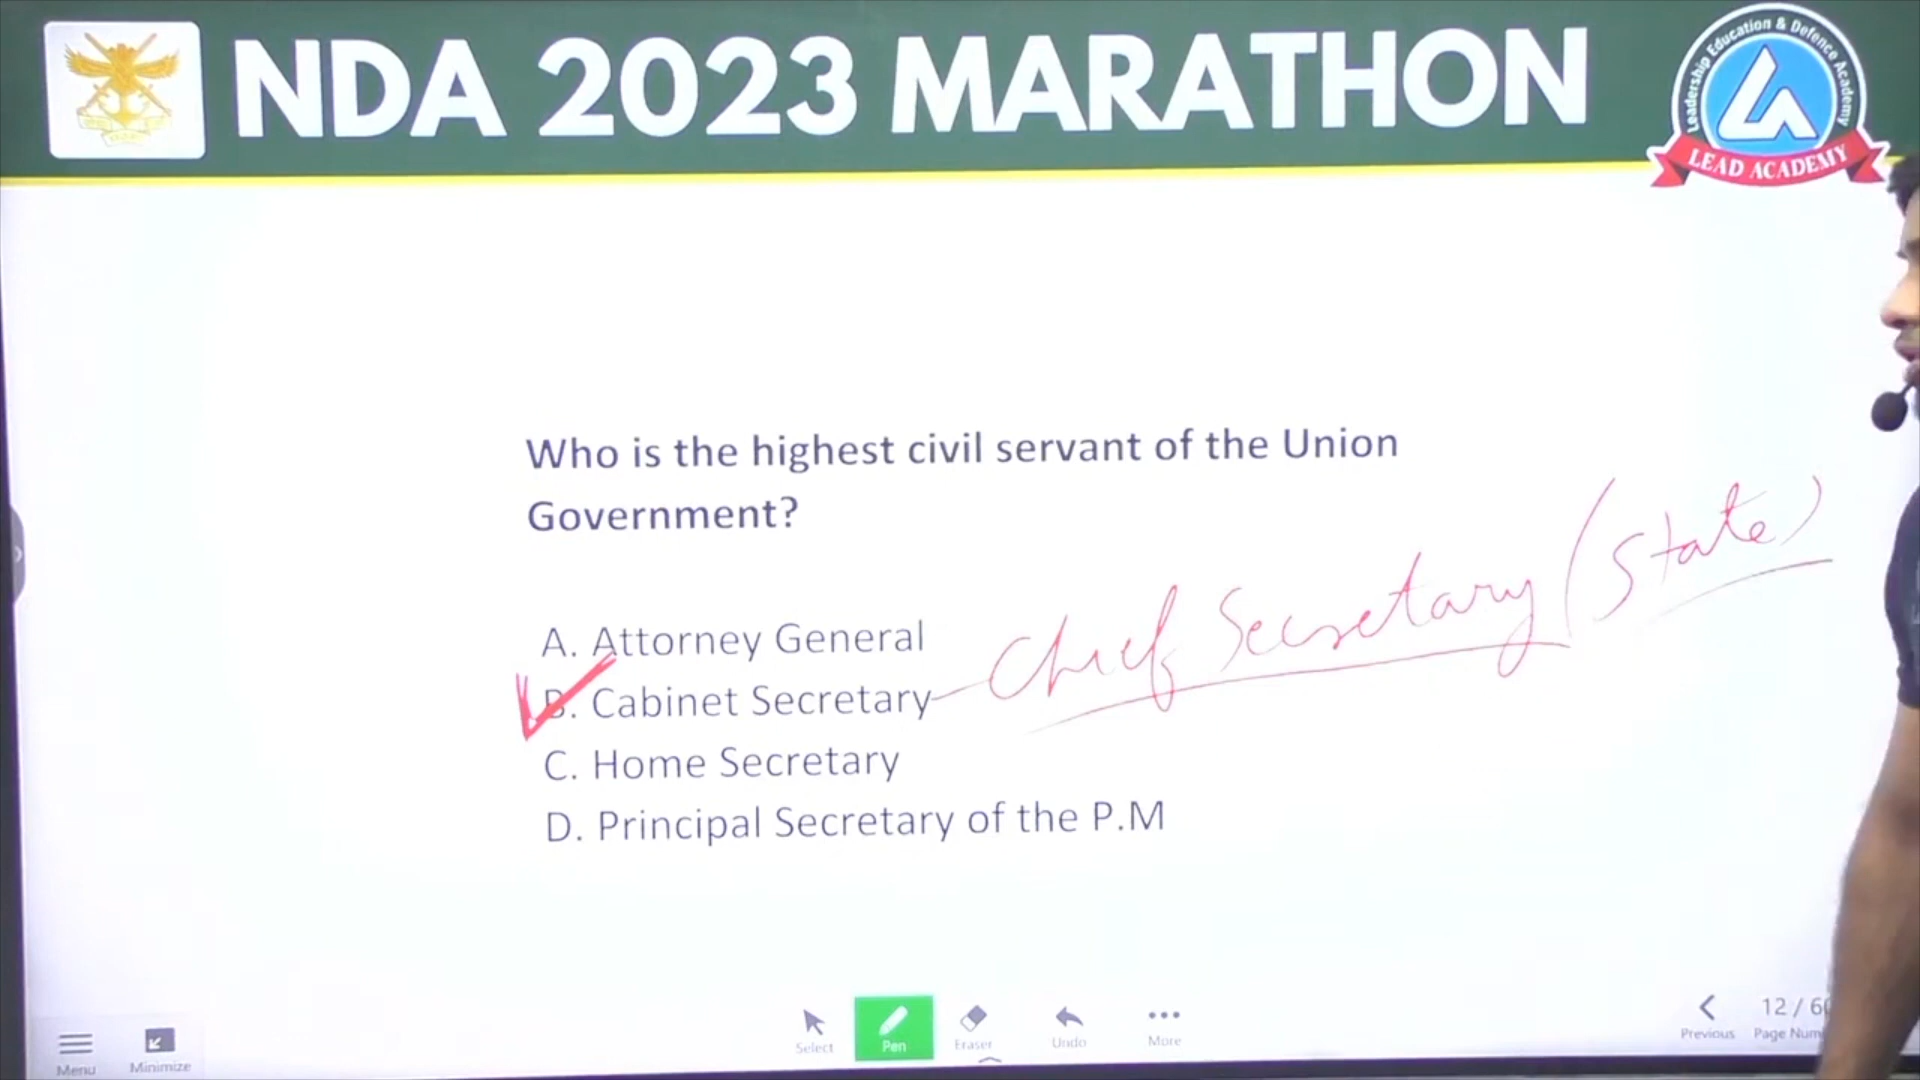 NDA 2023 MARATHON
Leadership Education & Defence Academy
LEAD ACADEMY
Who is the highest civil servant of the Union
Government?
A. Attorney General
B. Cabinet Secretary
Chief Secretary (State)
C. Home Secretary
D. Principal Secretary of the P.M
Menu
Minimize
Select
Pen
Eraser
Undo
More
Previous
12 / 60
Page Num